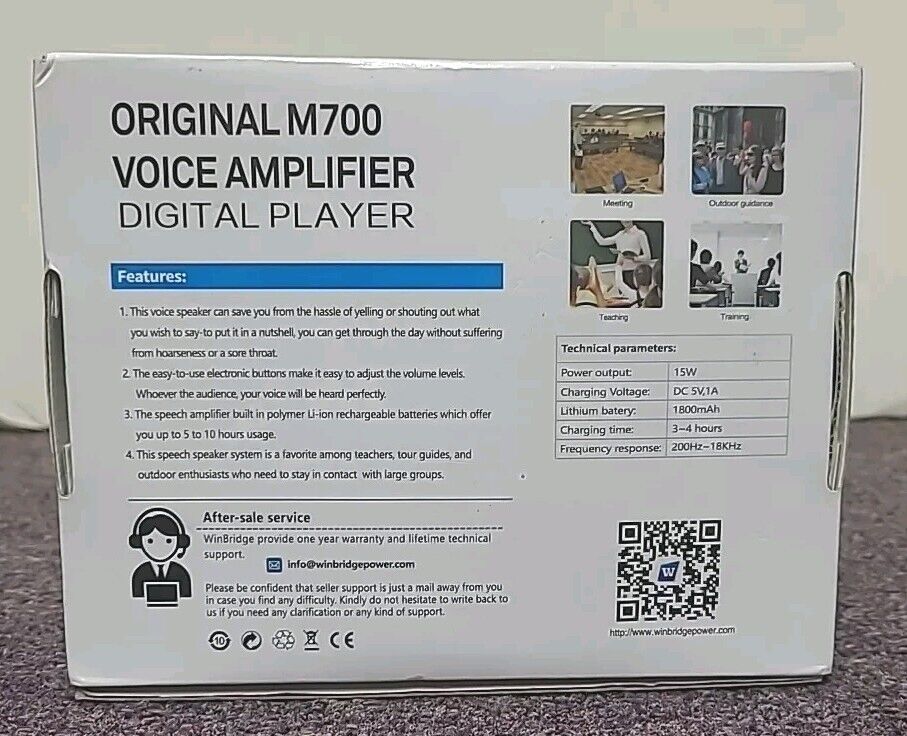 ORIGINAL M700
VOICE AMPLIFIER
DIGITAL PLAYER
Features:
1. This voice speaker can save you from the hassle of yelling or shouting out what
you wish to say-to put it in a nutshell, you can get through the day without suffering
from hoarseness or a sore throat.
2. The easy-to-use electronic buttons make it easy to adjust the volume levels.
Whoever the audience, your voice will be heard perfectly.
3. The speech amplifier built in polymer Li-ion rechargeable batteries which offer
you up to 5 to 10 hours usage.
4. This speech speaker system is a favorite among teachers, tour guides, and
outdoor enthusiasts who need to stay in contact with large groups.
After-sale service
WinBridge provide one year warranty and lifetime technical
support.
info@winbridgepower.com
Please be confident that seller support is just a mail away from you
in case you find any difficulty. Kindly do not hesitate to write back to
us if you need any clarification or any kind of support.
10
CE
Meeting
Outdoor guidance
Teaching
Training
Technical parameters:
Power output: 15W
Charging Voltage: DC 5V,1A
Lithium batery: 1800mAh
Charging time: 3-4 hours
Frequency response: 200Hz-18KHz
W
http://www.winbridgepower.com